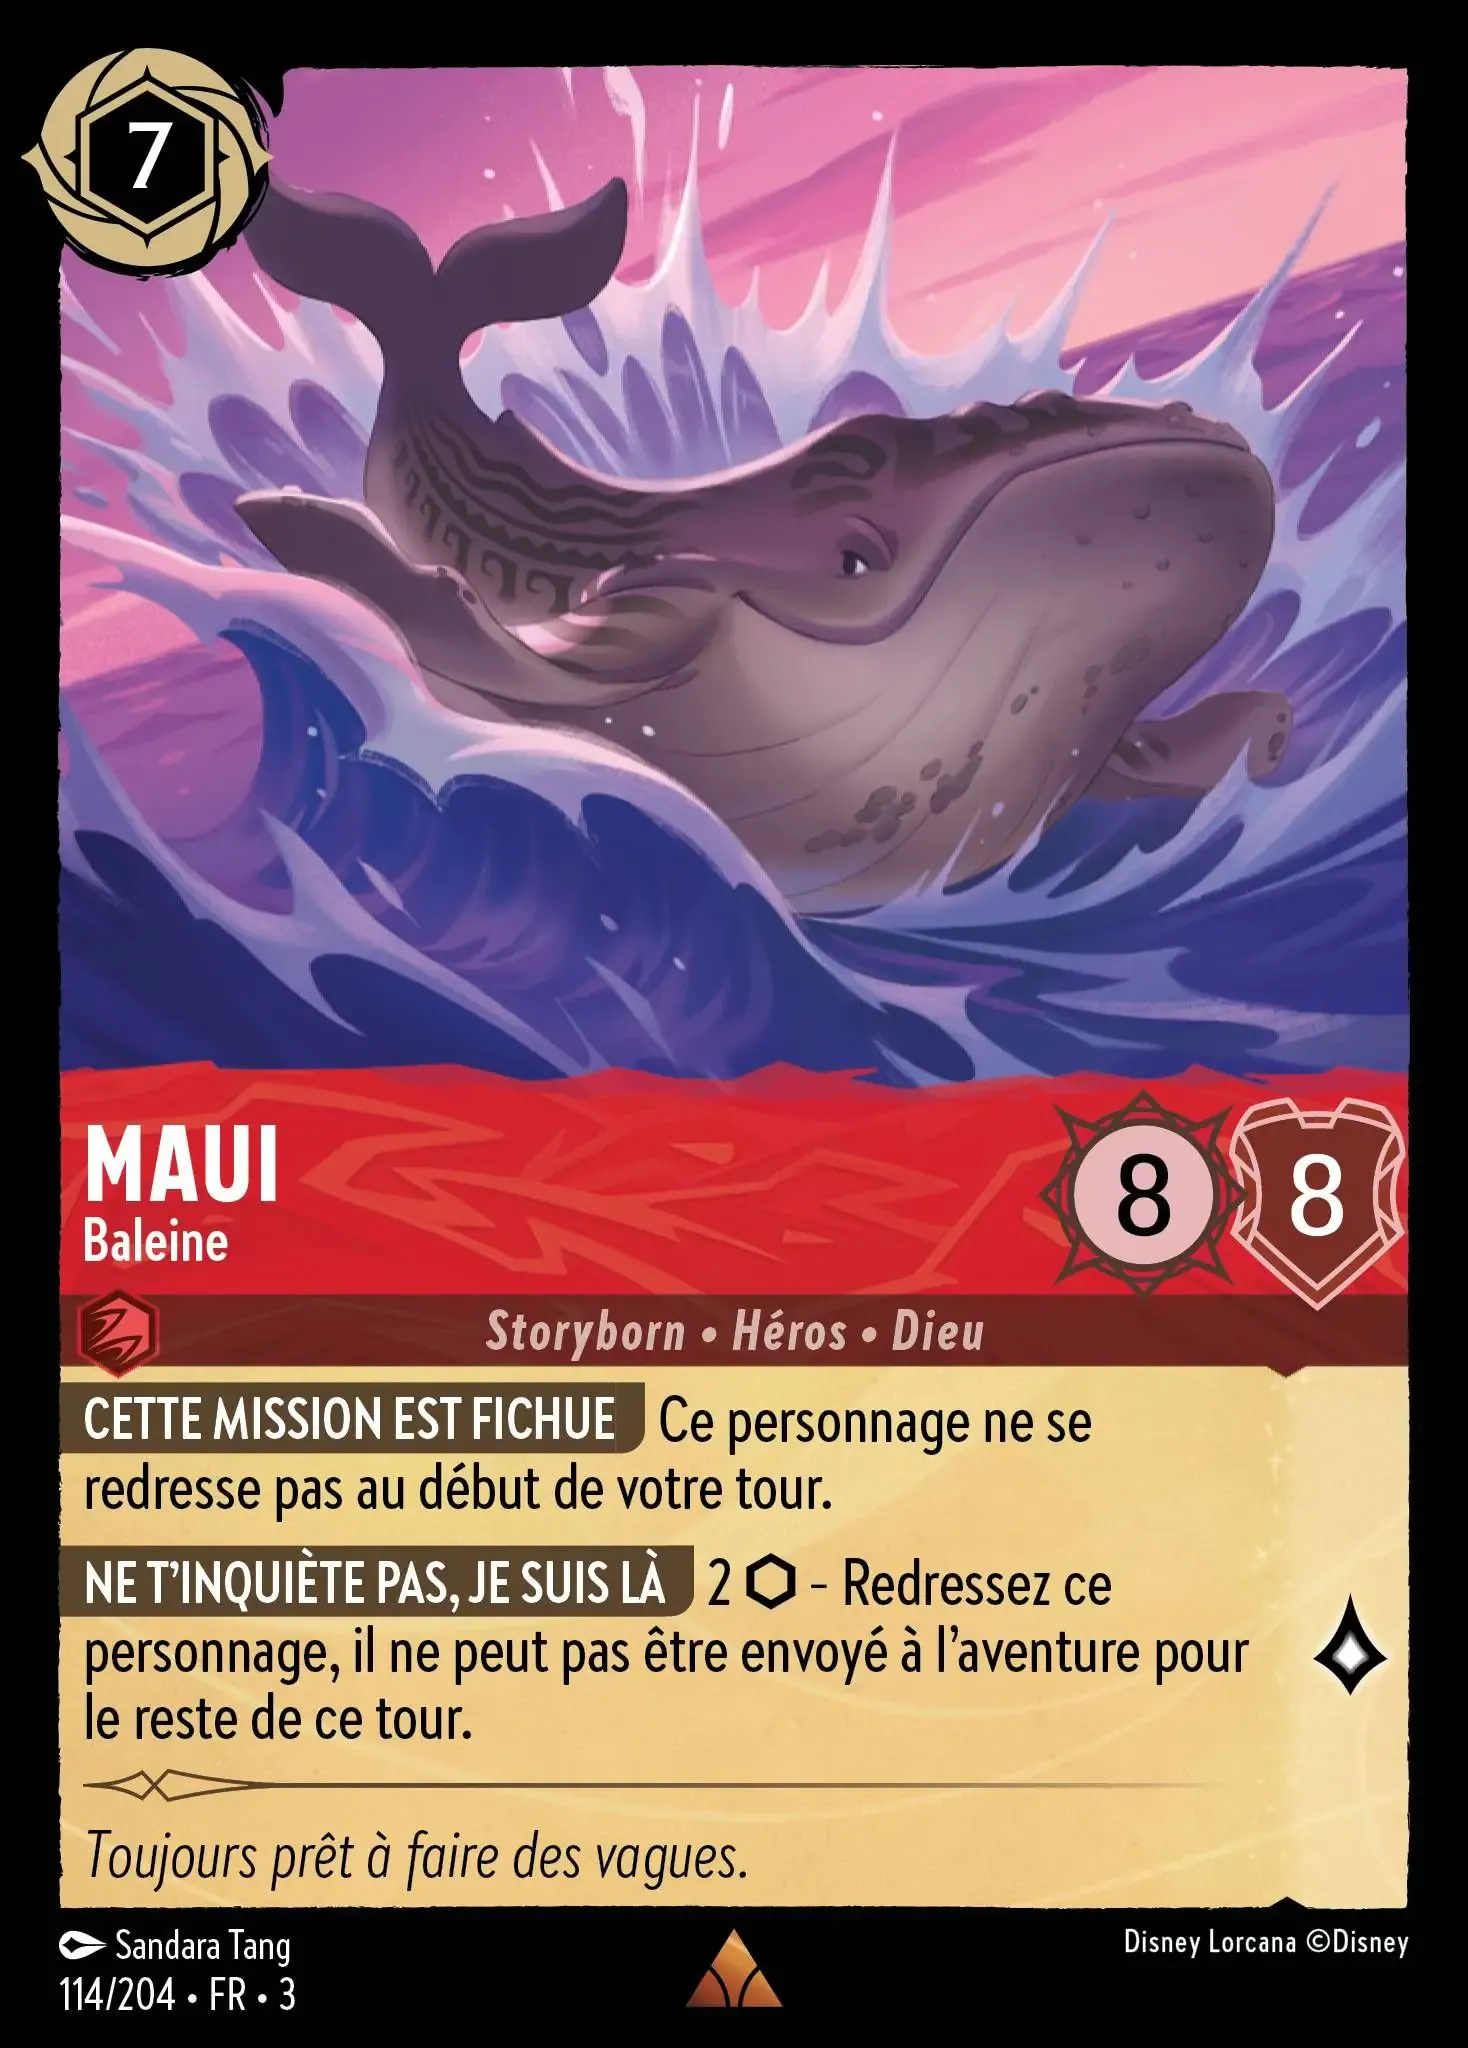 7
MAUI
Baleine
8 8
Storyborn • Héros • Dieu
CETTE MISSION EST FICHUE Ce personnage ne se
redresse pas au début de votre tour.
NE T'INQUIÈTE PAS, JE SUIS LÀ 2 ⬡ - Redressez ce
personnage, il ne peut pas être envoyé à l'aventure pour
le reste de ce tour.
Toujours prêt à faire des vagues.
Sandara Tang
114/204 • FR • 3
Disney Lorcana ©Disney